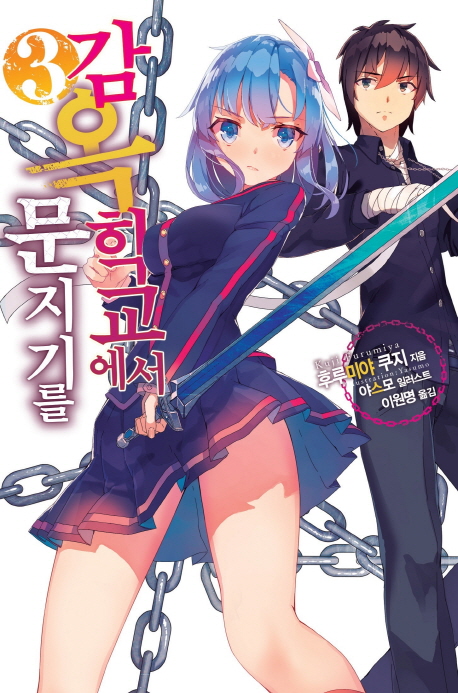 3
감옥
학교에서
문지기를
Kuji Furumiya
후루미야 쿠지 지음
Illustration:Yasumo
야스모 일러스트
이원명 옮김